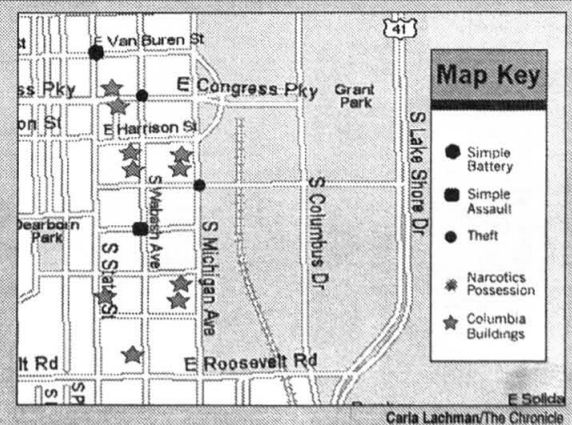 41
E Van Buren St
st
ss Pky
E Congress Pky
Grant
Park
on St
E Harrison St
Map Key
Simple
Battery
Simple
Assault
Theft
Narcotics
Possession
Columbia
Buildings
S Lake Shore Dr
S Columbus Dr
S Michigan Ave
S Wabash Ave
S State St
Dearborn
Park
lt Rd
E Roosevelt Rd
E Solida
Carla Lachman/The Chronicle